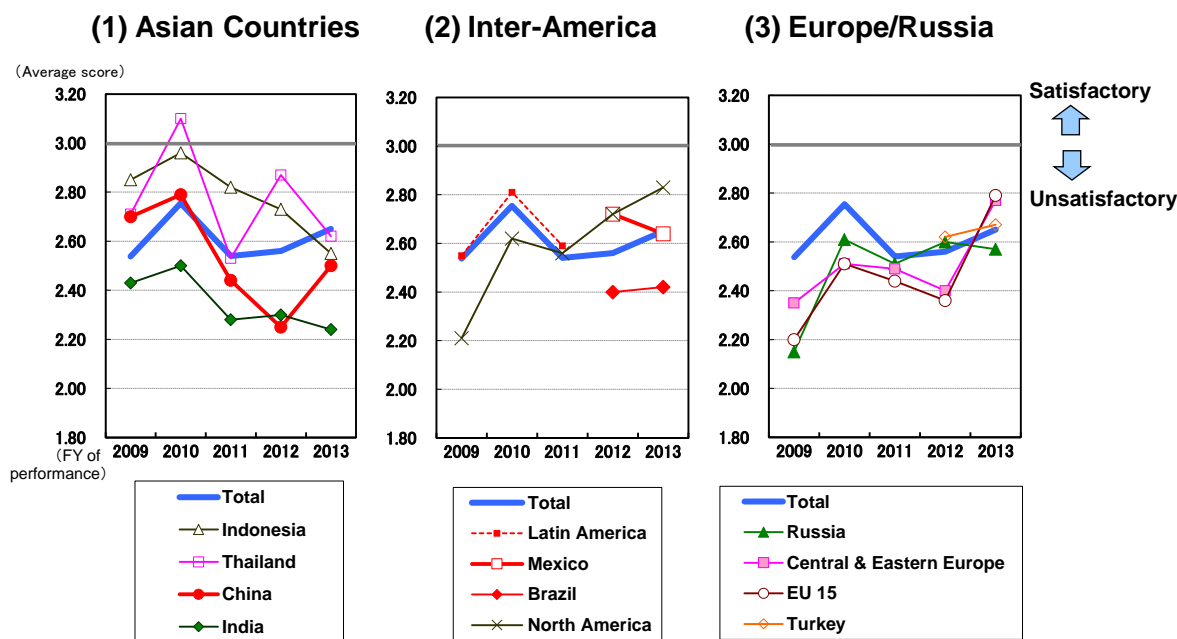 (1) Asian Countries
(2) Inter-America
(3) Europe/Russia
（Average score）
3.20
3.00
2.80
2.60
2.40
2.20
2.00
1.80
2009 2010 2011 2012 2013
（FY of
performance）
Total
Indonesia
Thailand
China
India
3.20
3.00
2.80
2.60
2.40
2.20
2.00
1.80
2009 2010 2011 2012 2013
Total
Latin America
Mexico
Brazil
North America
3.20
3.00
2.80
2.60
2.40
2.20
2.00
1.80
2009 2010 2011 2012 2013
Total
Russia
Central & Eastern Europe
EU 15
Turkey
Satisfactory
Unsatisfactory